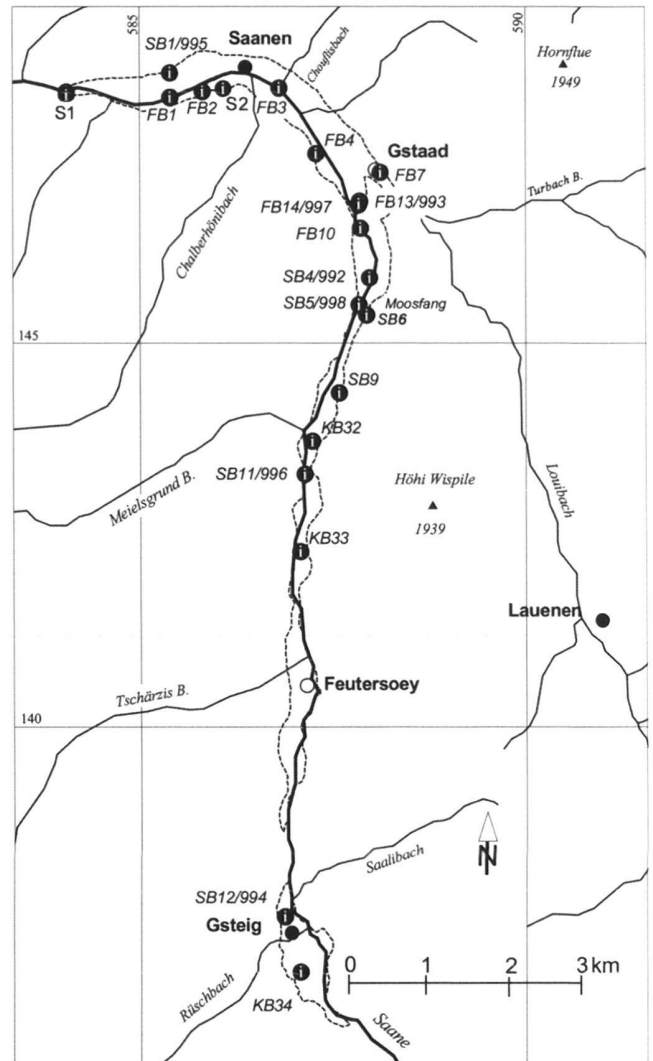 585
590
SB1/995
Saanen
Chouflisbach
Hornflue
1949
S1
FB1
FB2
S2
FB3
FB4
Gstaad
FB7
Turbach B.
FB14/997
FB13/993
FB10
Chalberhönibach
SB4/992
SB5/998
Moosfang
SB6
145
SB9
KB32
Meielsgrund B.
SB11/996
Höhi Wispile
1939
Louibach
KB33
Lauenen
Feutersoey
Tschärzis B.
140
N
Saalibach
SB12/994
Gsteig
0 1 2 3 km
Rüschbach
KB34
Saane